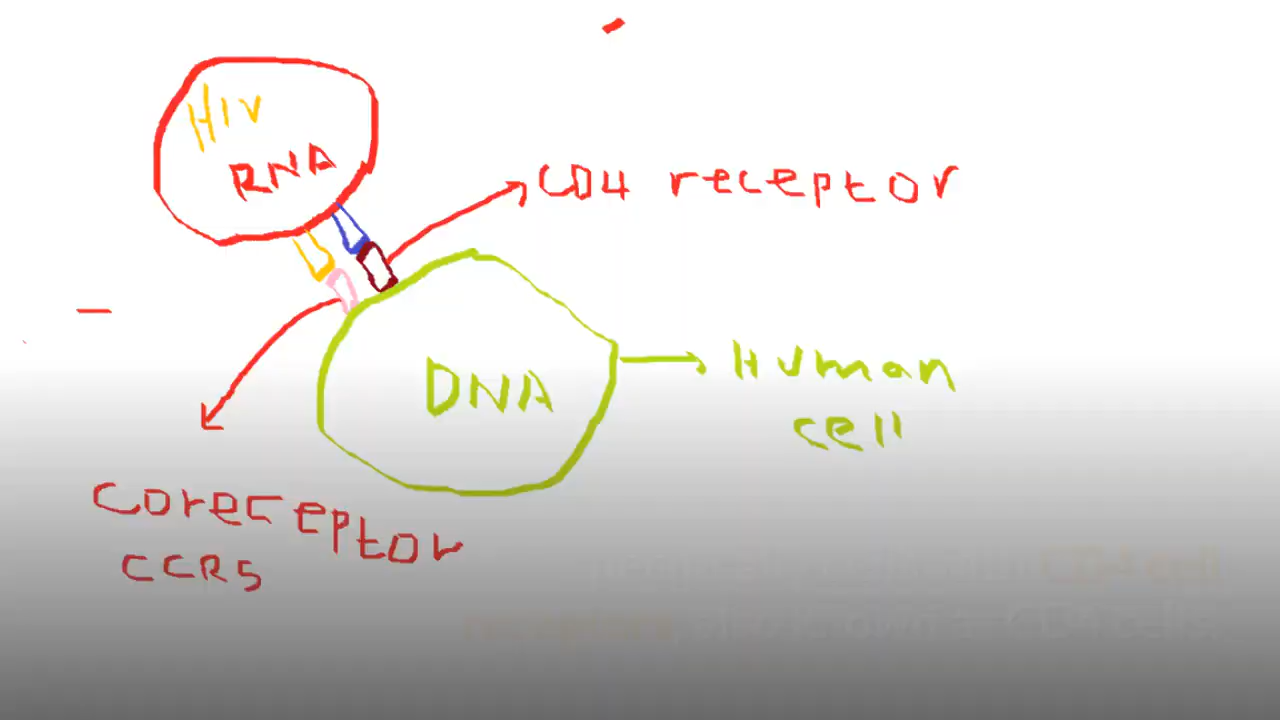 HIV
RNA
CD4 receptor
DNA
Human
cell
Coreceptor
CCR5